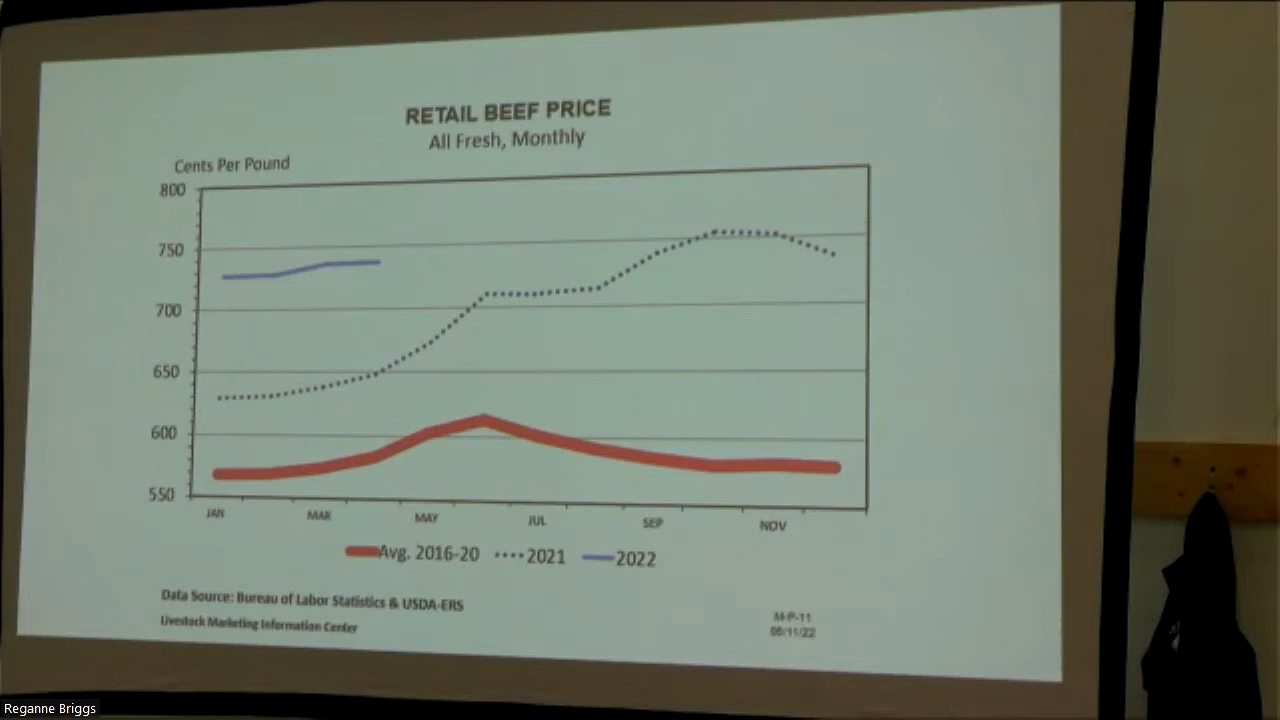 RETAIL BEEF PRICE
All Fresh, Monthly
Cents Per Pound
800
750
700
650
600
550
JAN MAR MAY JUL SEP NOV
Avg. 2016-20 2021 2022
Data Source: Bureau of Labor Statistics & USDA-ERS
Livestock Marketing Information Center
M-P-11
05/11/22
Reganne Briggs